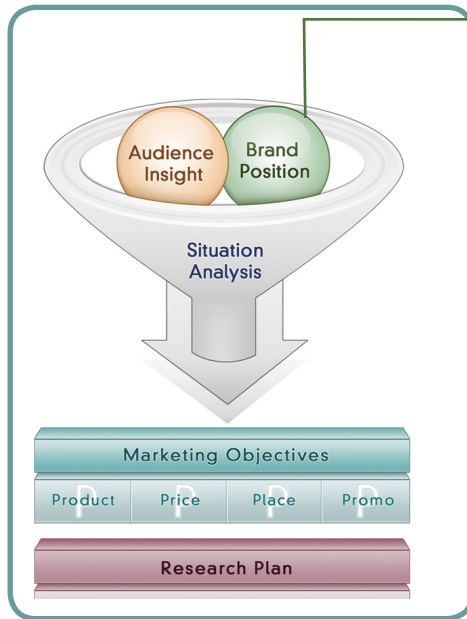 Audience
Insight
Brand
Position
Situation
Analysis
Marketing Objectives
P P P P
Product Price Place Promo
Research Plan